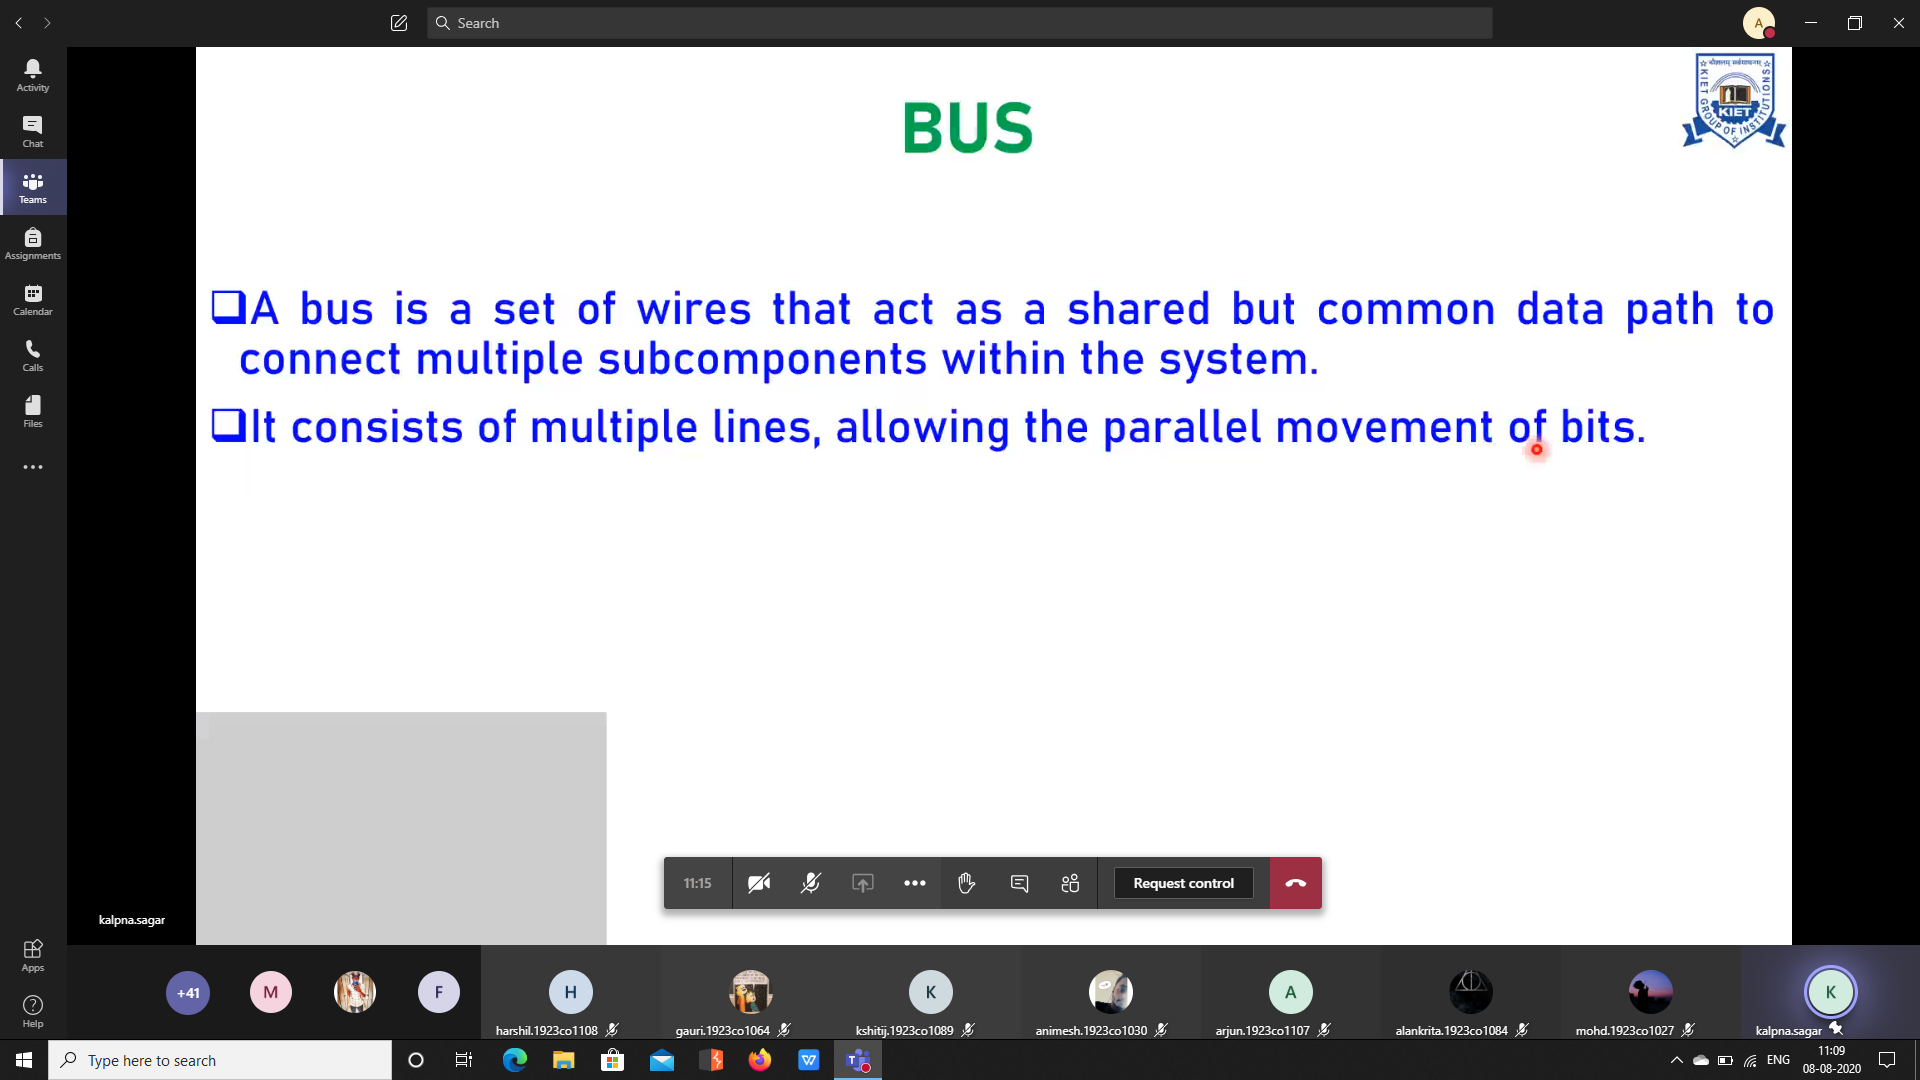 Search
A
Activity
Chat
Teams
Assignments
Calendar
Calls
Files
Apps
Help
BUS
KIET GROUP OF INSTITUTIONS
KIET
❑A bus is a set of wires that act as a shared but common data path to
connect multiple subcomponents within the system.
❑It consists of multiple lines, allowing the parallel movement of bits.
11:15
Request control
kalpna.sagar
+41
M
F
H
K
A
K
harshil.1923co1108
gauri.1923co1064
kshitij.1923co1089
animesh.1923co1030
arjun.1923co1107
alankrita.1923co1084
mohd.1923co1027
kalpna.sagar
Type here to search
ENG
11:09
08-08-2020